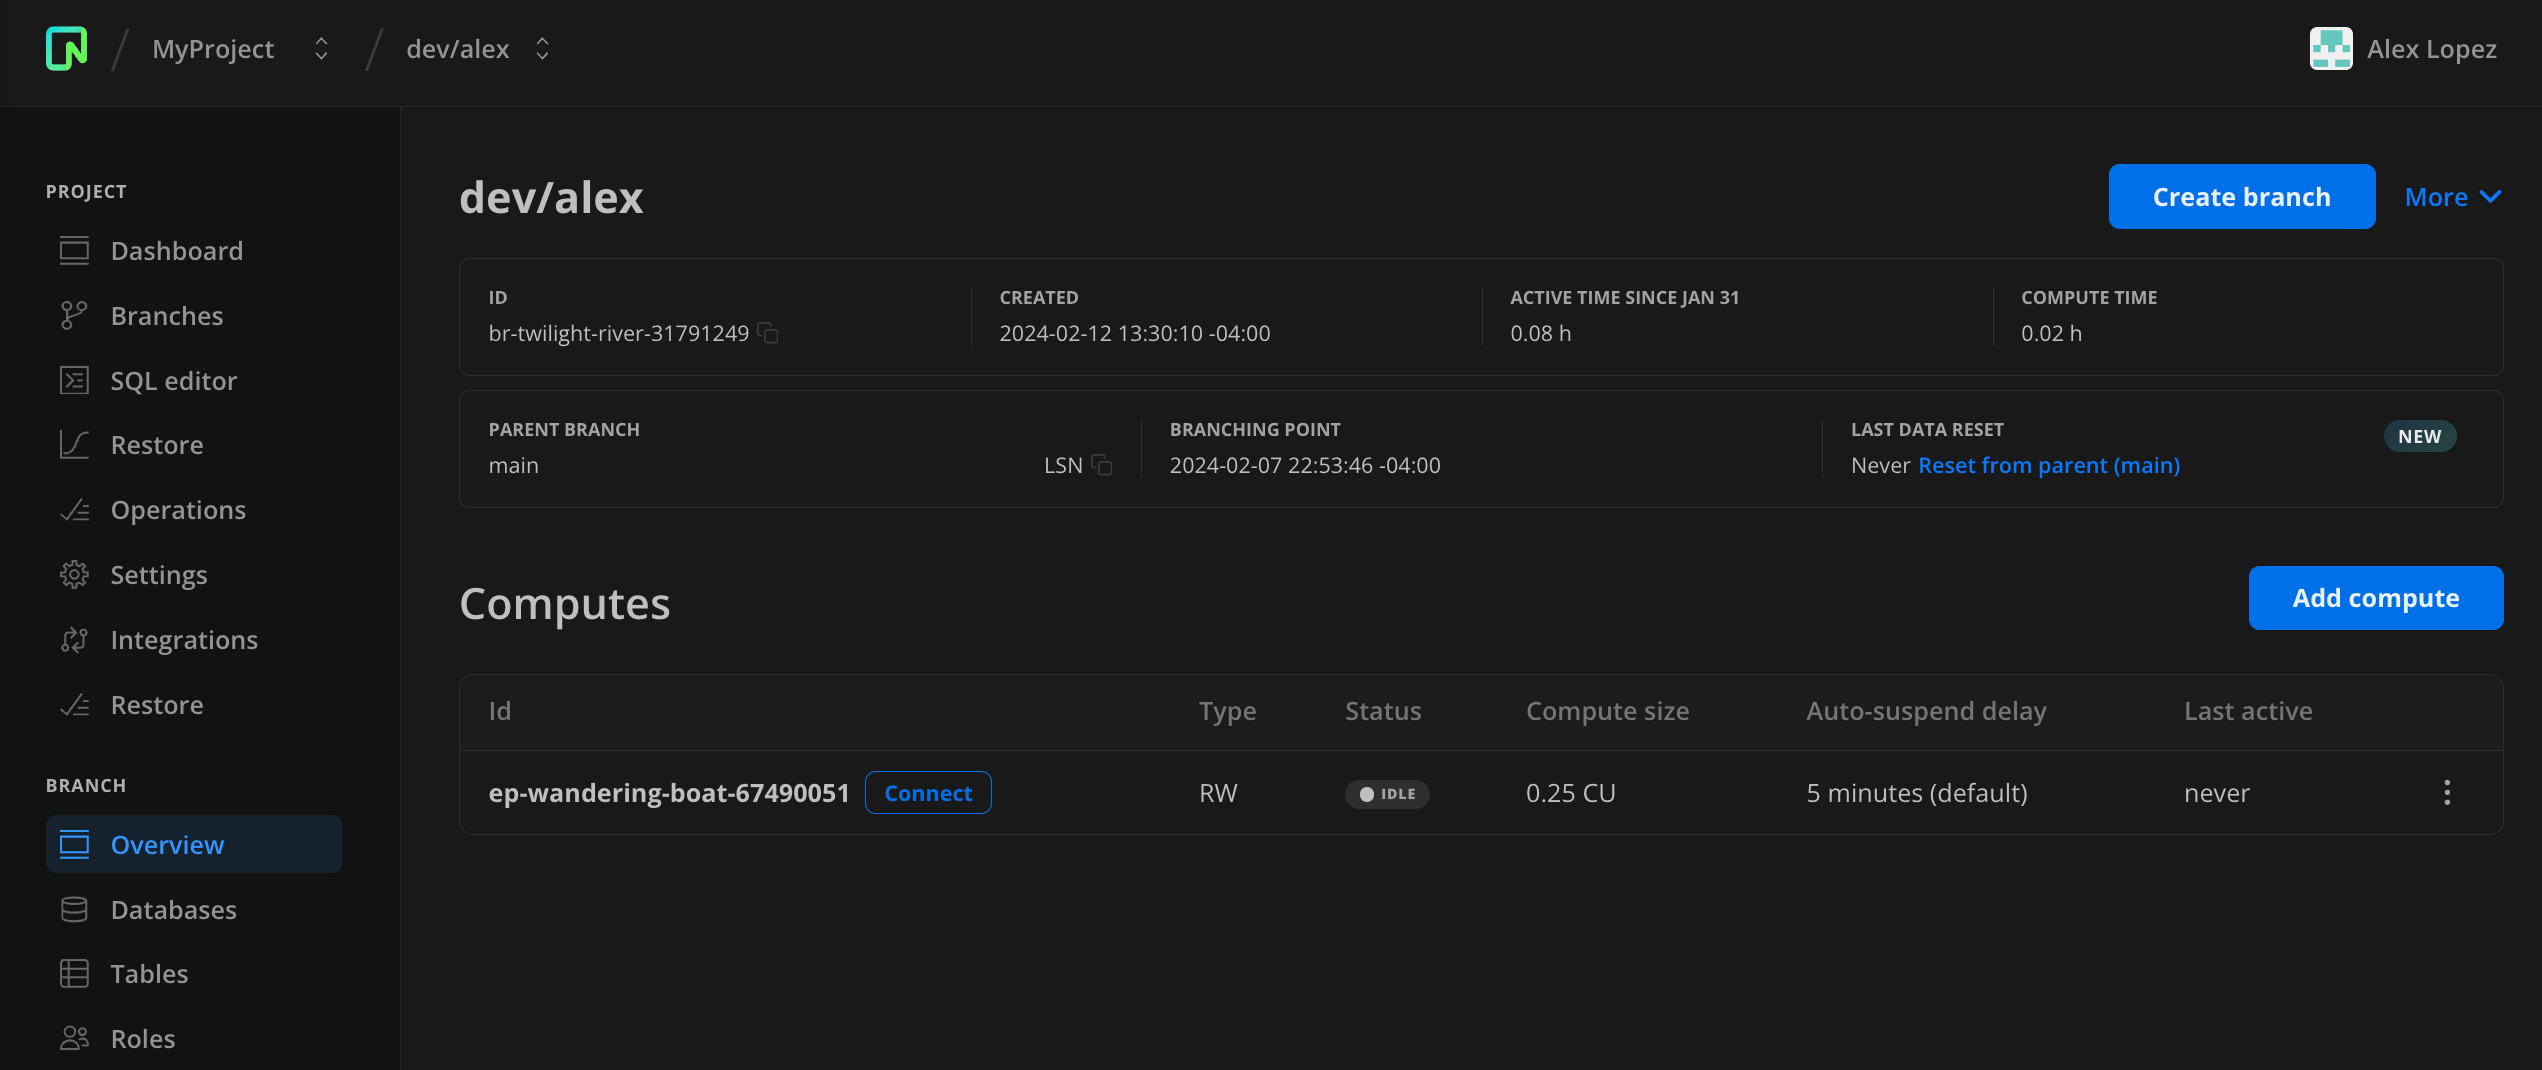 MyProject
dev/alex
Alex Lopez
PROJECT
Dashboard
Branches
SQL editor
Restore
Operations
Settings
Integrations
Restore
BRANCH
Overview
Databases
Tables
Roles
dev/alex
Create branch
More
ID
br-twilight-river-31791249
CREATED
2024-02-12 13:30:10 -04:00
ACTIVE TIME SINCE JAN 31
0.08 h
COMPUTE TIME
0.02 h
PARENT BRANCH
main
LSN
BRANCHING POINT
2024-02-07 22:53:46 -04:00
LAST DATA RESET
NEW
Never Reset from parent (main)
Computes
Add compute
Id Type Status Compute size Auto-suspend delay Last active
ep-wandering-boat-67490051 Connect RW IDLE 0.25 CU 5 minutes (default) never